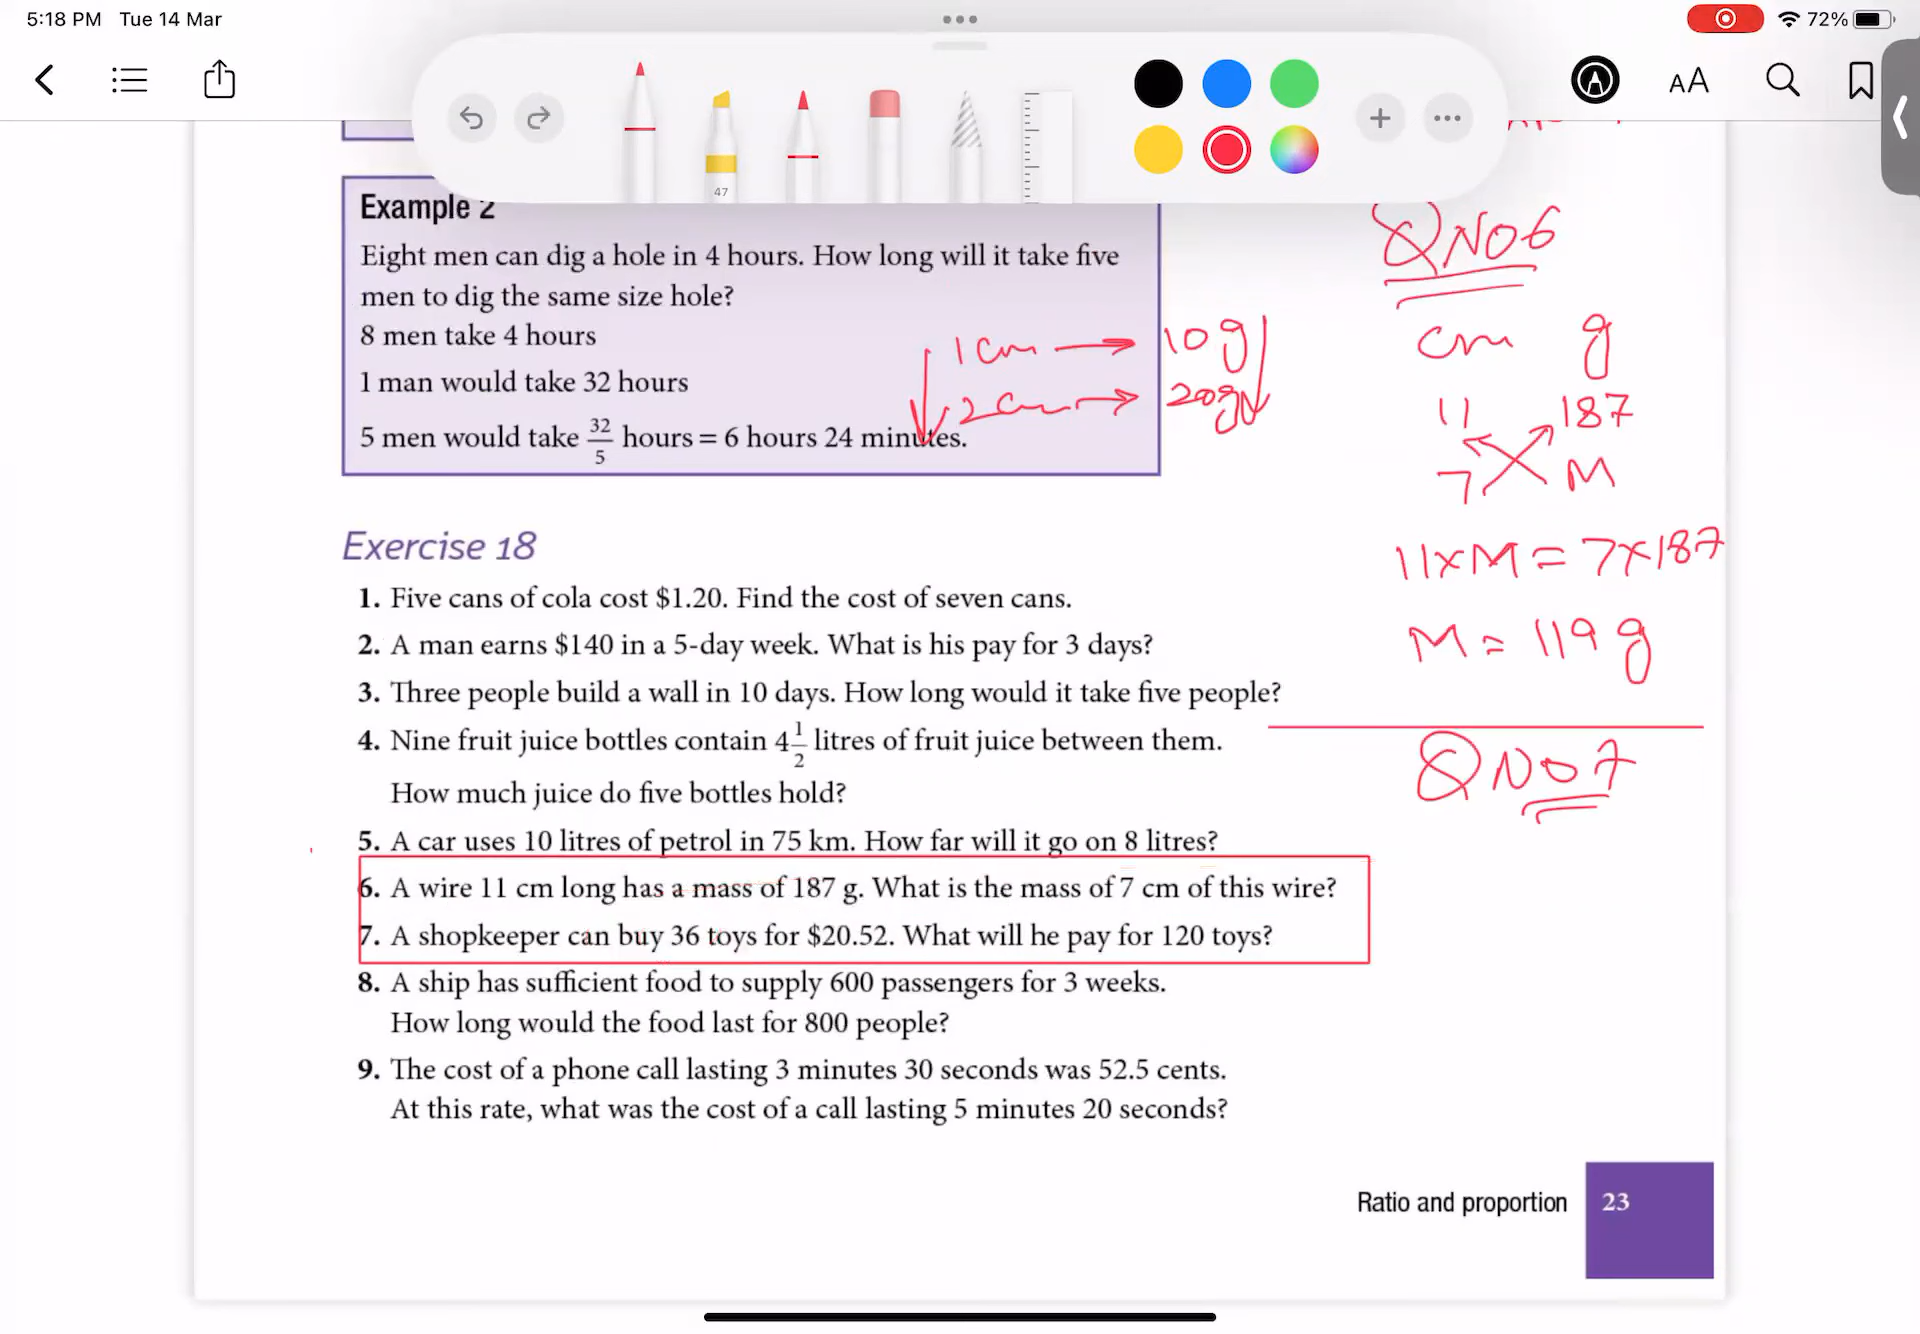 5:18 PM Tue 14 Mar
72%
AA
47
Example 2
Eight men can dig a hole in 4 hours. How long will it take five
men to dig the same size hole?
8 men take 4 hours
1 man would take 32 hours
5 men would take 32/5 hours = 6 hours 24 minutes.
1 cm → 10g
2 cm → 20g
Exercise 18
1. Five cans of cola cost $1.20. Find the cost of seven cans.
2. A man earns $140 in a 5-day week. What is his pay for 3 days?
3. Three people build a wall in 10 days. How long would it take five people?
4. Nine fruit juice bottles contain 4 1/2 litres of fruit juice between them.
How much juice do five bottles hold?
5. A car uses 10 litres of petrol in 75 km. How far will it go on 8 litres?
6. A wire 11 cm long has a mass of 187 g. What is the mass of 7 cm of this wire?
7. A shopkeeper can buy 36 toys for $20.52. What will he pay for 120 toys?
8. A ship has sufficient food to supply 600 passengers for 3 weeks.
How long would the food last for 800 people?
9. The cost of a phone call lasting 3 minutes 30 seconds was 52.5 cents.
At this rate, what was the cost of a call lasting 5 minutes 20 seconds?
QNO6
cm g
11 187
7 M
11×M = 7×187
M = 119 g
QNO7
Ratio and proportion 23